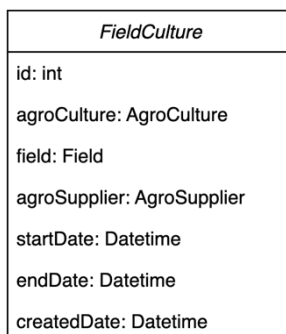 FieldCulture
id: int
agroCulture: AgroCulture
field: Field
agroSupplier: AgroSupplier
startDate: Datetime
endDate: Datetime
createdDate: Datetime